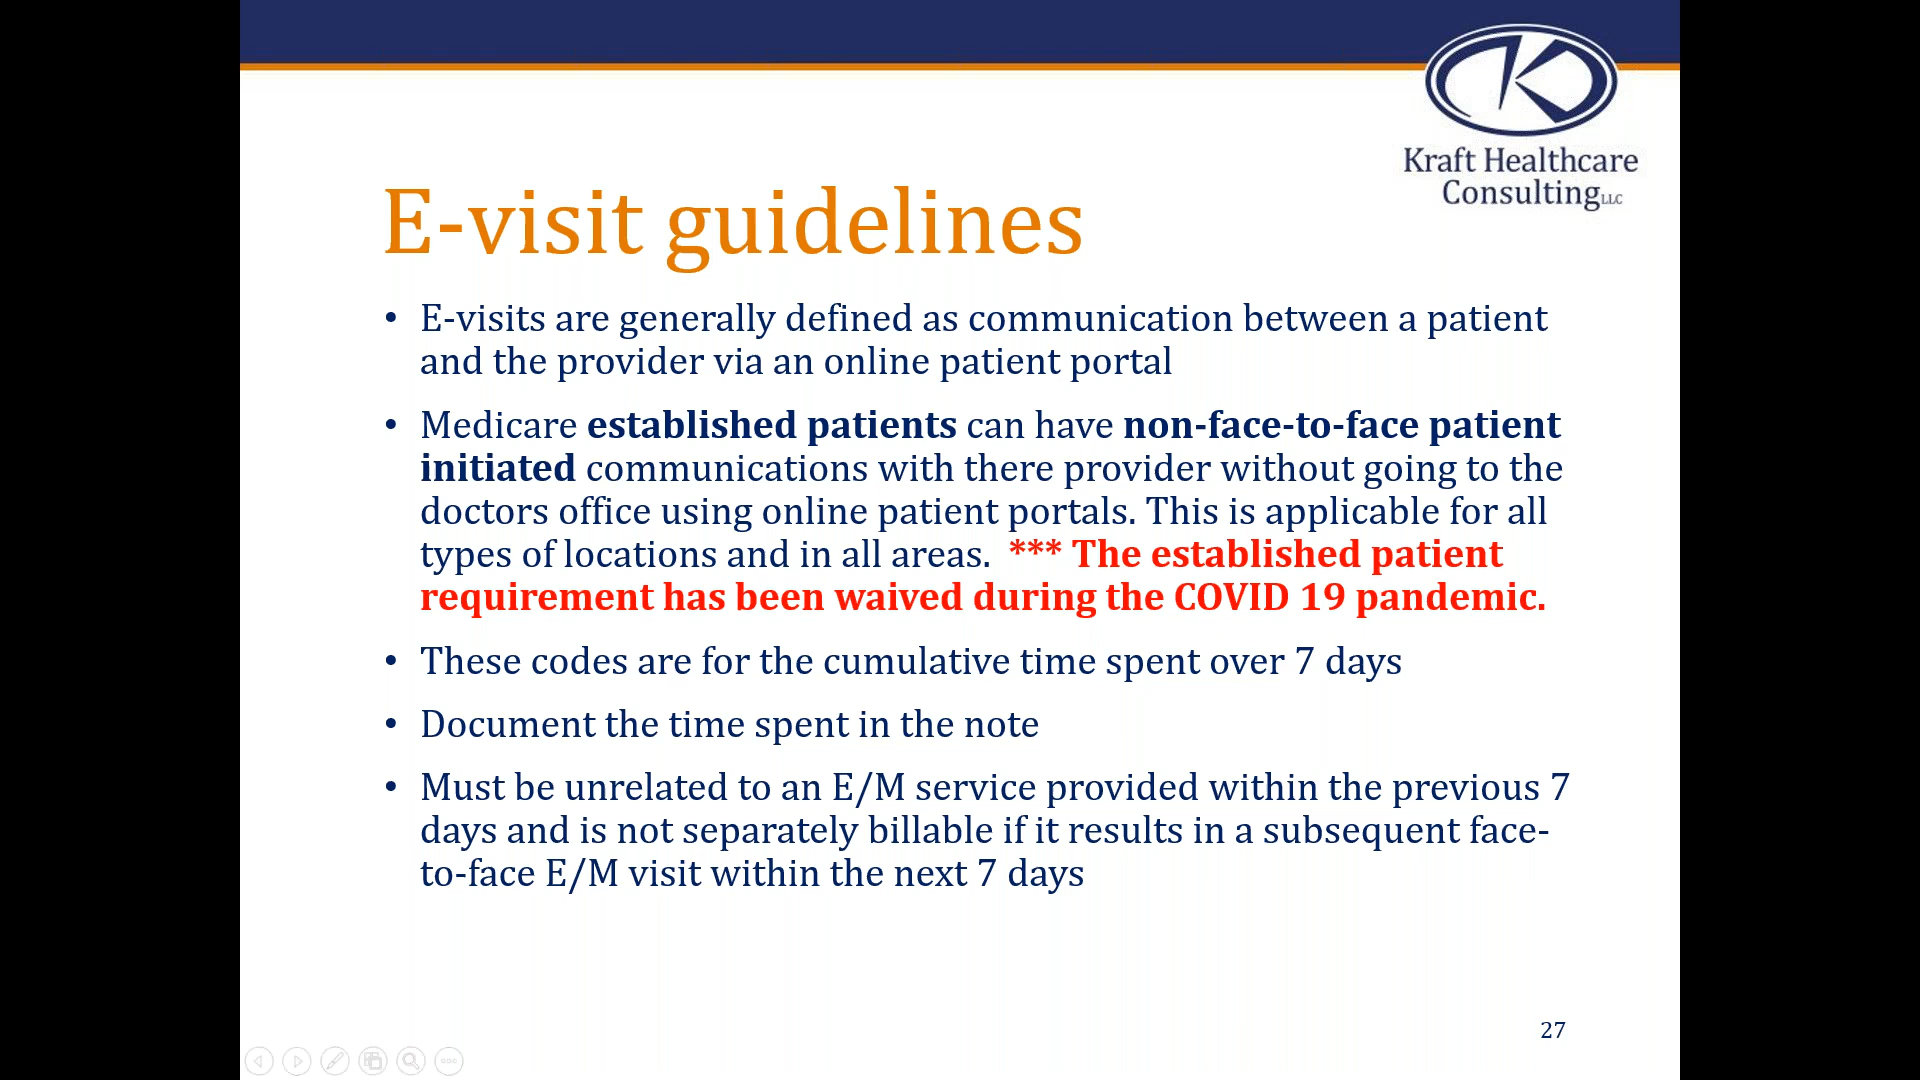 Kraft Healthcare
Consulting LLC
E-visit guidelines
• E-visits are generally defined as communication between a patient
and the provider via an online patient portal
• Medicare established patients can have non-face-to-face patient
initiated communications with there provider without going to the
doctors office using online patient portals. This is applicable for all
types of locations and in all areas. *** The established patient
requirement has been waived during the COVID 19 pandemic.
• These codes are for the cumulative time spent over 7 days
• Document the time spent in the note
• Must be unrelated to an E/M service provided within the previous 7
days and is not separately billable if it results in a subsequent face-
to-face E/M visit within the next 7 days
27